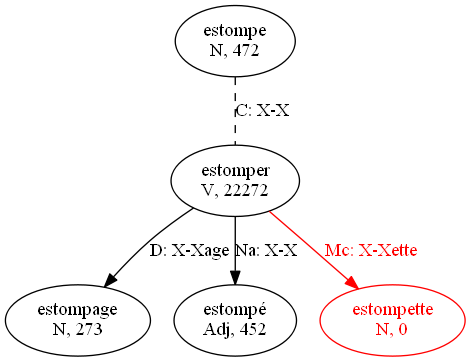 estompe
N, 472
C: X-X
estomper
V, 22272
D: X-Xage
Na: X-X
Mc: X-Xette
estompage
N, 273
estompé
Adj, 452
estompette
N, 0